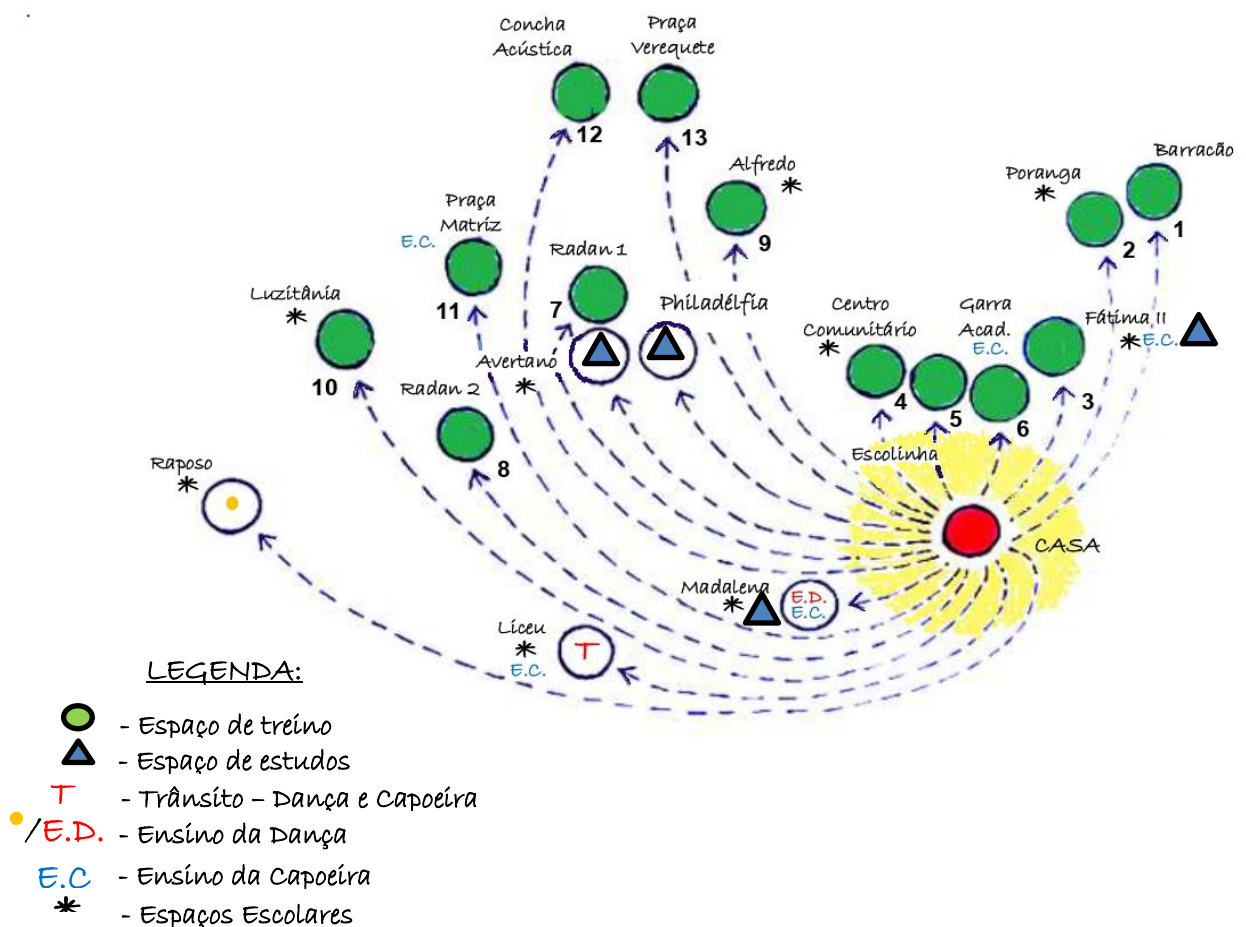 Concha
Acústica
Praça
Verequete
12
13
Alfredo
*
9
Barracão
Poranga
*
1
2
Praça
Matriz
E.C.
11
Radan 1
7
Philadélfia
Luzitânia
*
10
Avertano
*
Centro
Comunitário
*
4
5
Garra
Acad.
E.C.
6
Fátima II
* E.C.
3
Radan 2
8
Escolinha
Raposo
*
CASA
Madalena
*
E.D.
E.C.
Liceu
*
E.C.
T
LEGENDA:
- Espaço de treino
- Espaço de estudos
T - Trânsito – Dança e Capoeira
/E.D. - Ensino da Dança
E.C - Ensino da Capoeira
* - Espaços Escolares